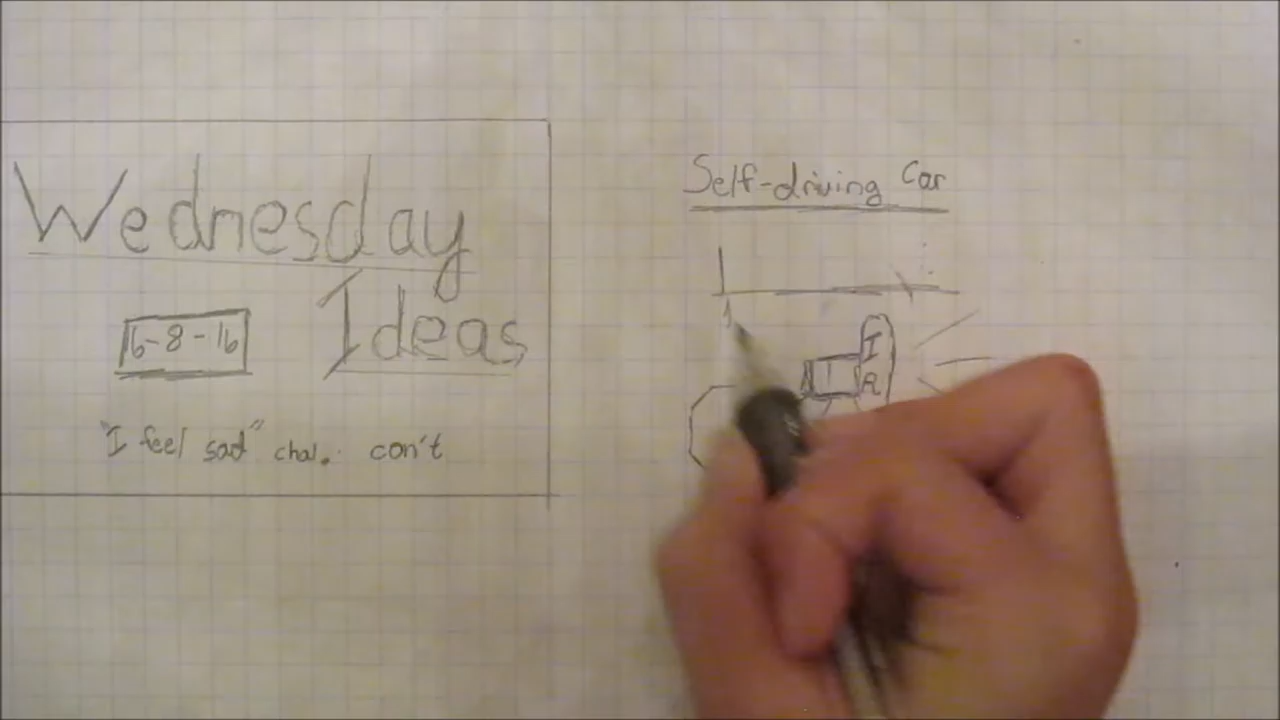 Wednesday
Ideas
6-8-16
"I feel sad" chal. con't
Self-driving Car
I
R